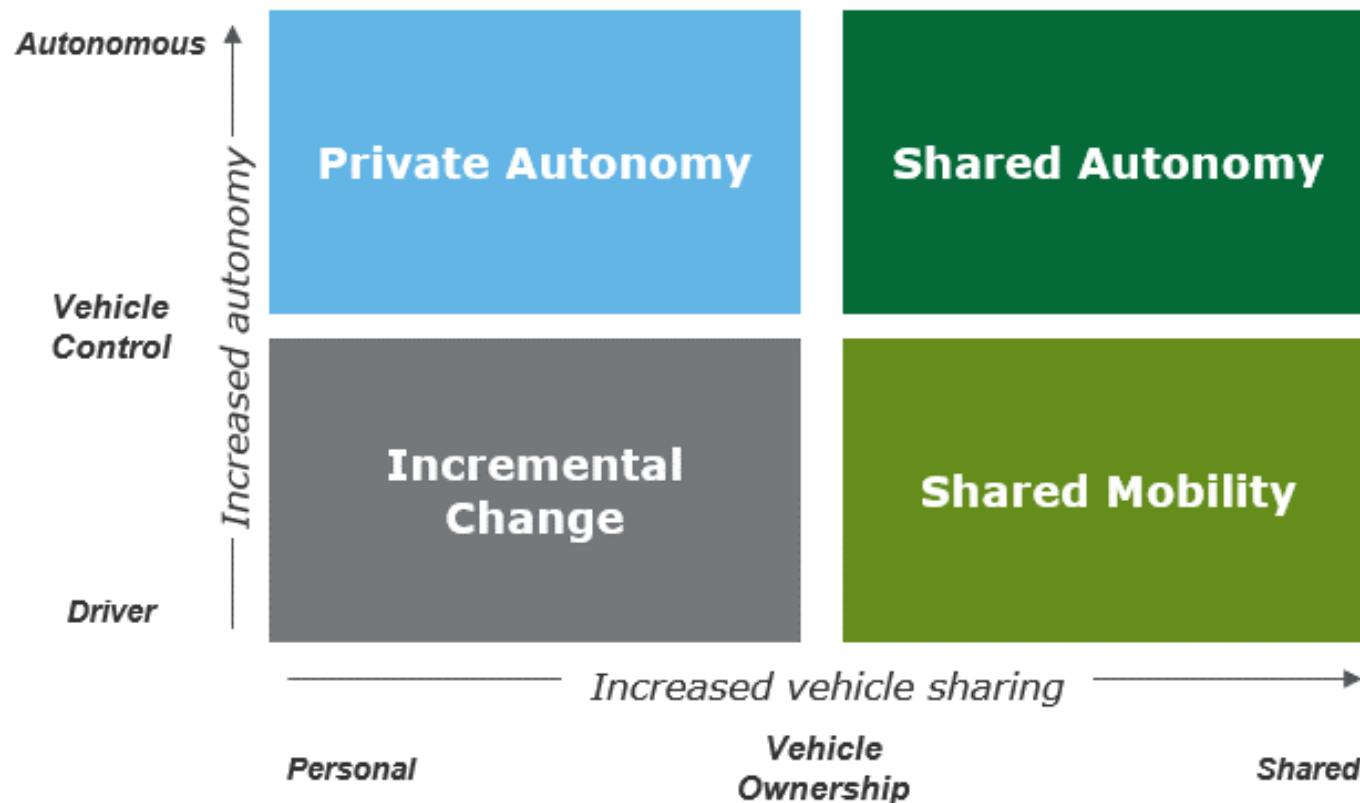 Autonomous
Private Autonomy
Shared Autonomy
Vehicle
Control
Increased autonomy
Incremental
Change
Shared Mobility
Driver
Increased vehicle sharing
Personal
Vehicle
Ownership
Shared